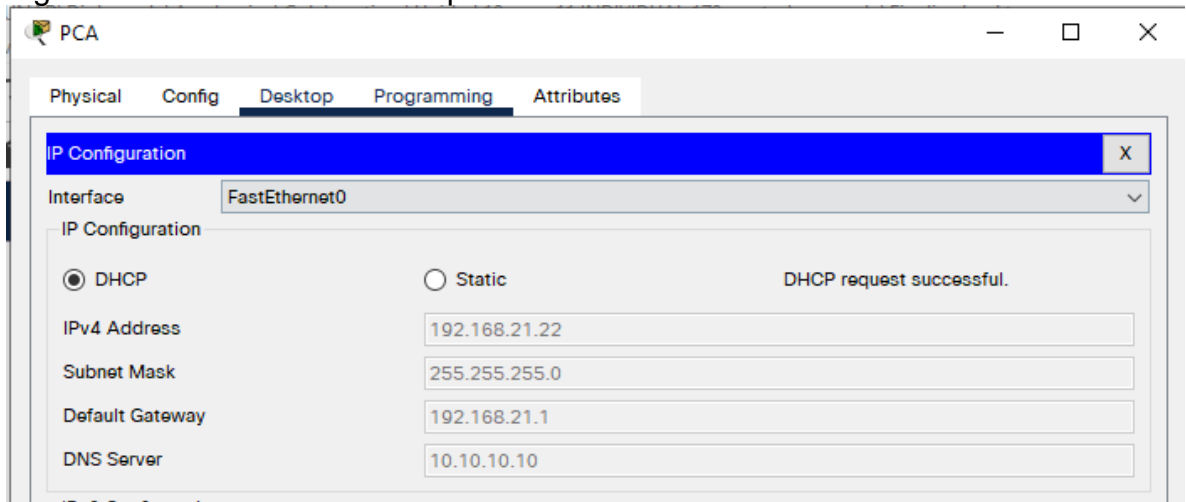 PCA
Physical Config Desktop Programming Attributes
IP Configuration X
Interface FastEthernet0
IP Configuration
DHCP Static DHCP request successful.
IPv4 Address 192.168.21.22
Subnet Mask 255.255.255.0
Default Gateway 192.168.21.1
DNS Server 10.10.10.10